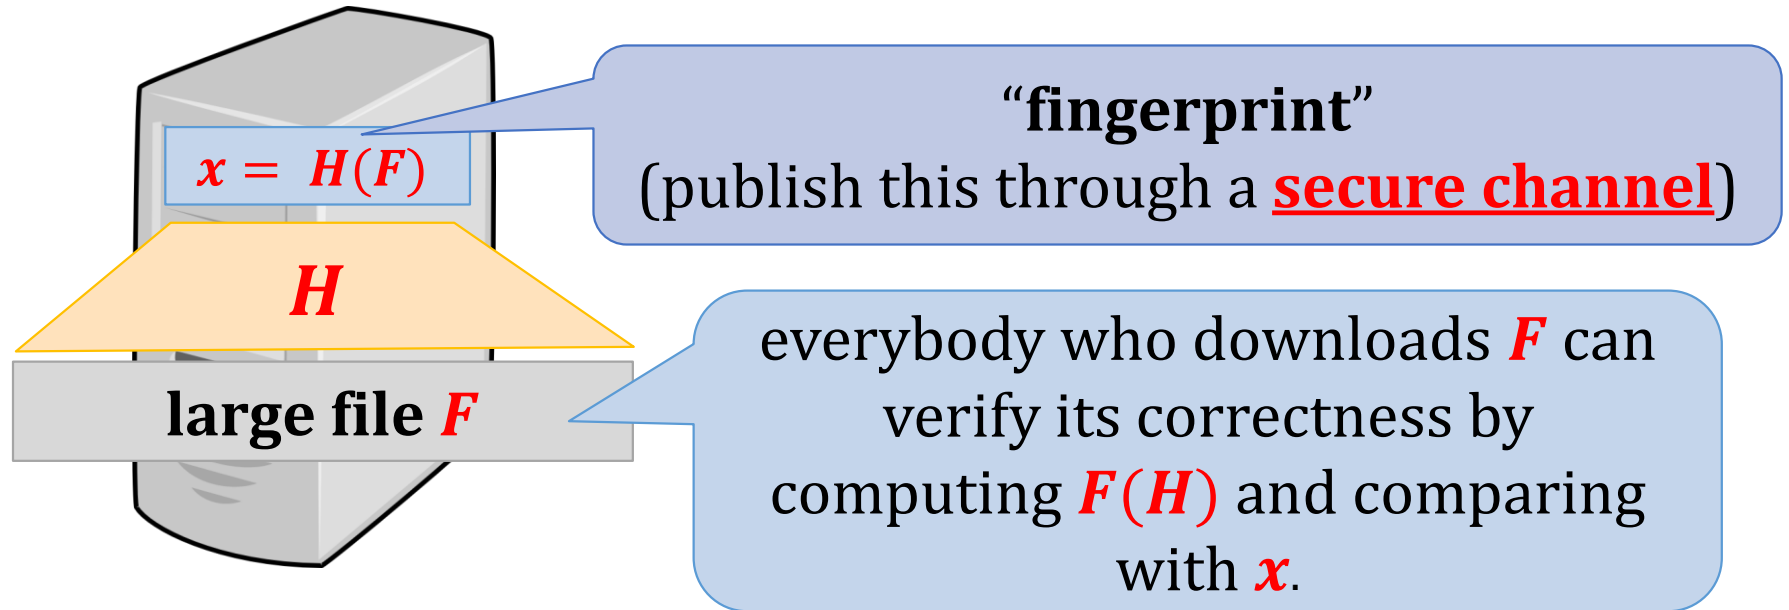 x = H(F)
“fingerprint”
(publish this through a secure channel)
H
large file F
everybody who downloads F can
verify its correctness by
computing F(H) and comparing
with x.